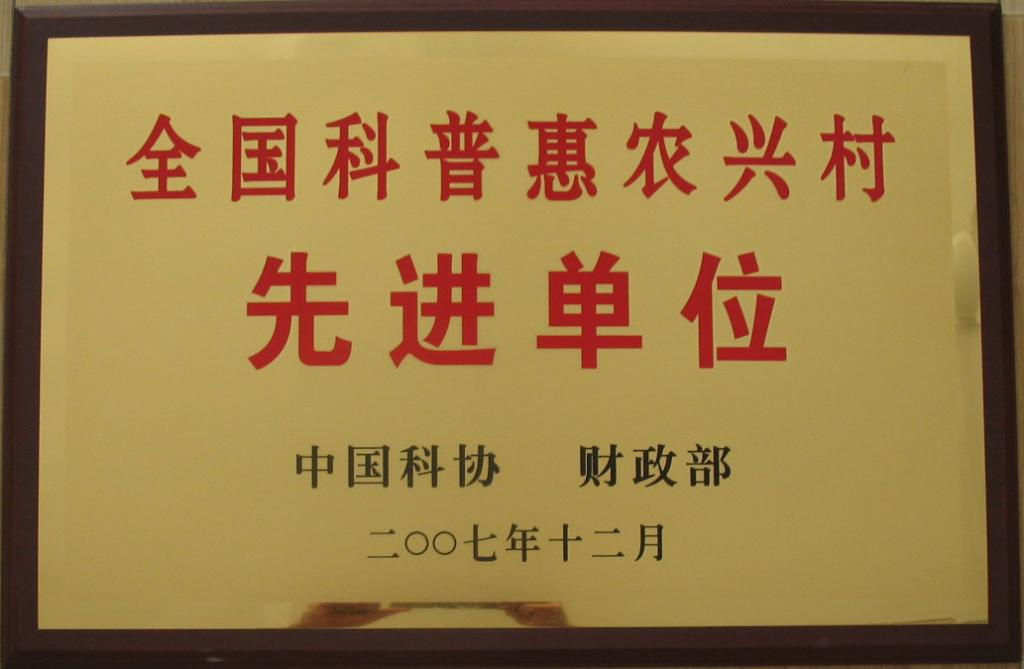 全国科普惠农兴村
先进单位
中国科协 财政部
二〇〇七年十二月